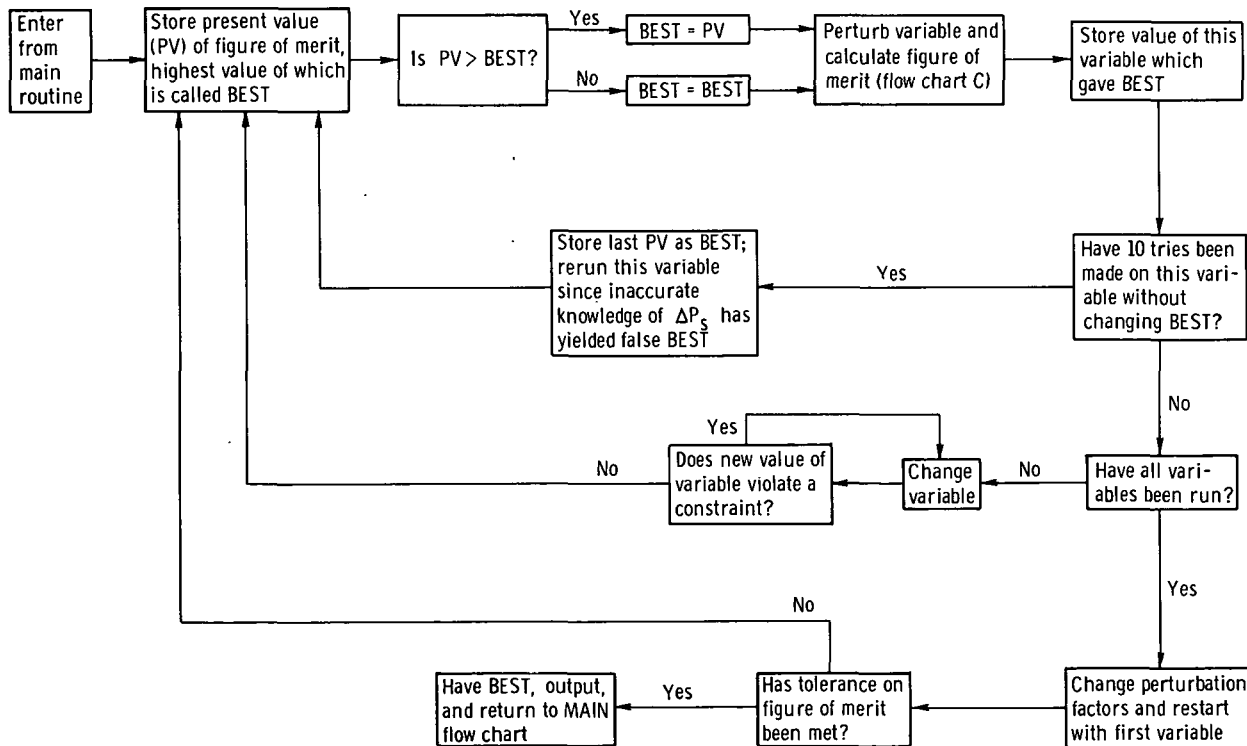 Enter
from
main
routine
Store present value
(PV) of figure of merit,
highest value of which
is called BEST
Is PV > BEST?
Yes
No
BEST = PV
BEST = BEST
Perturb variable and
calculate figure of
merit (flow chart C)
Store value of this
variable which
gave BEST
Store last PV as BEST;
rerun this variable
since inaccurate
knowledge of ΔPs has
yielded false BEST
Yes
Have 10 tries been
made on this vari-
able without
changing BEST?
No
Yes
No
Does new value of
variable violate a
constraint?
Change
variable
No
Have all vari-
ables been run?
Yes
No
Have BEST, output,
and return to MAIN
flow chart
Yes
Has tolerance on
figure of merit
been met?
Change perturbation
factors and restart
with first variable